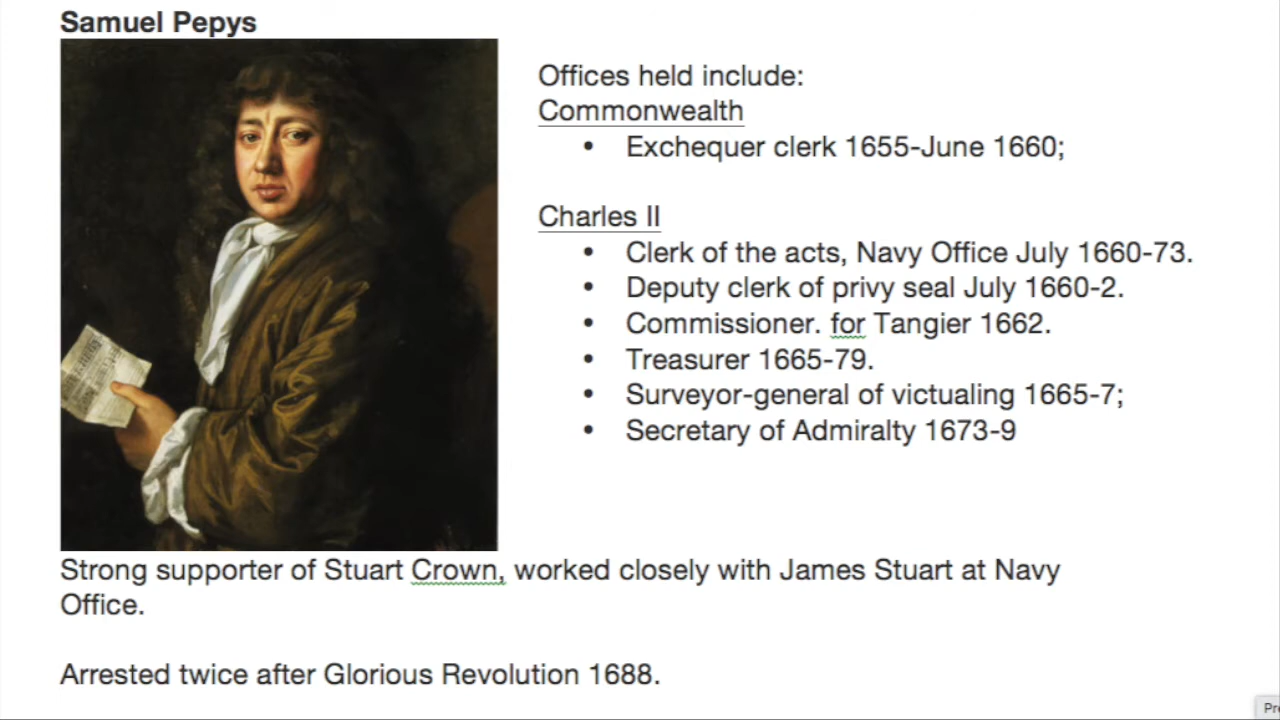 Samuel Pepys
Offices held include:
Commonwealth
• Exchequer clerk 1655-June 1660;
Charles II
• Clerk of the acts, Navy Office July 1660-73.
• Deputy clerk of privy seal July 1660-2.
• Commissioner. for Tangier 1662.
• Treasurer 1665-79.
• Surveyor-general of victualing 1665-7;
• Secretary of Admiralty 1673-9
Strong supporter of Stuart Crown, worked closely with James Stuart at Navy
Office.
Arrested twice after Glorious Revolution 1688.